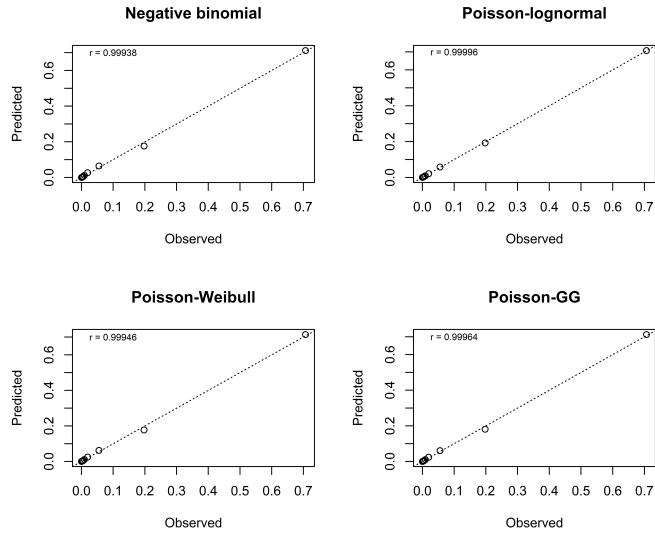 Negative binomial
r = 0.99938
Predicted
0.0 0.2 0.4 0.6
0.0 0.1 0.2 0.3 0.4 0.5 0.6 0.7
Observed
Poisson-lognormal
r = 0.99996
Predicted
0.0 0.2 0.4 0.6
0.0 0.1 0.2 0.3 0.4 0.5 0.6 0.7
Observed
Poisson-Weibull
r = 0.99946
Predicted
0.0 0.2 0.4 0.6
0.0 0.1 0.2 0.3 0.4 0.5 0.6 0.7
Observed
Poisson-GG
r = 0.99964
Predicted
0.0 0.2 0.4 0.6
0.0 0.1 0.2 0.3 0.4 0.5 0.6 0.7
Observed